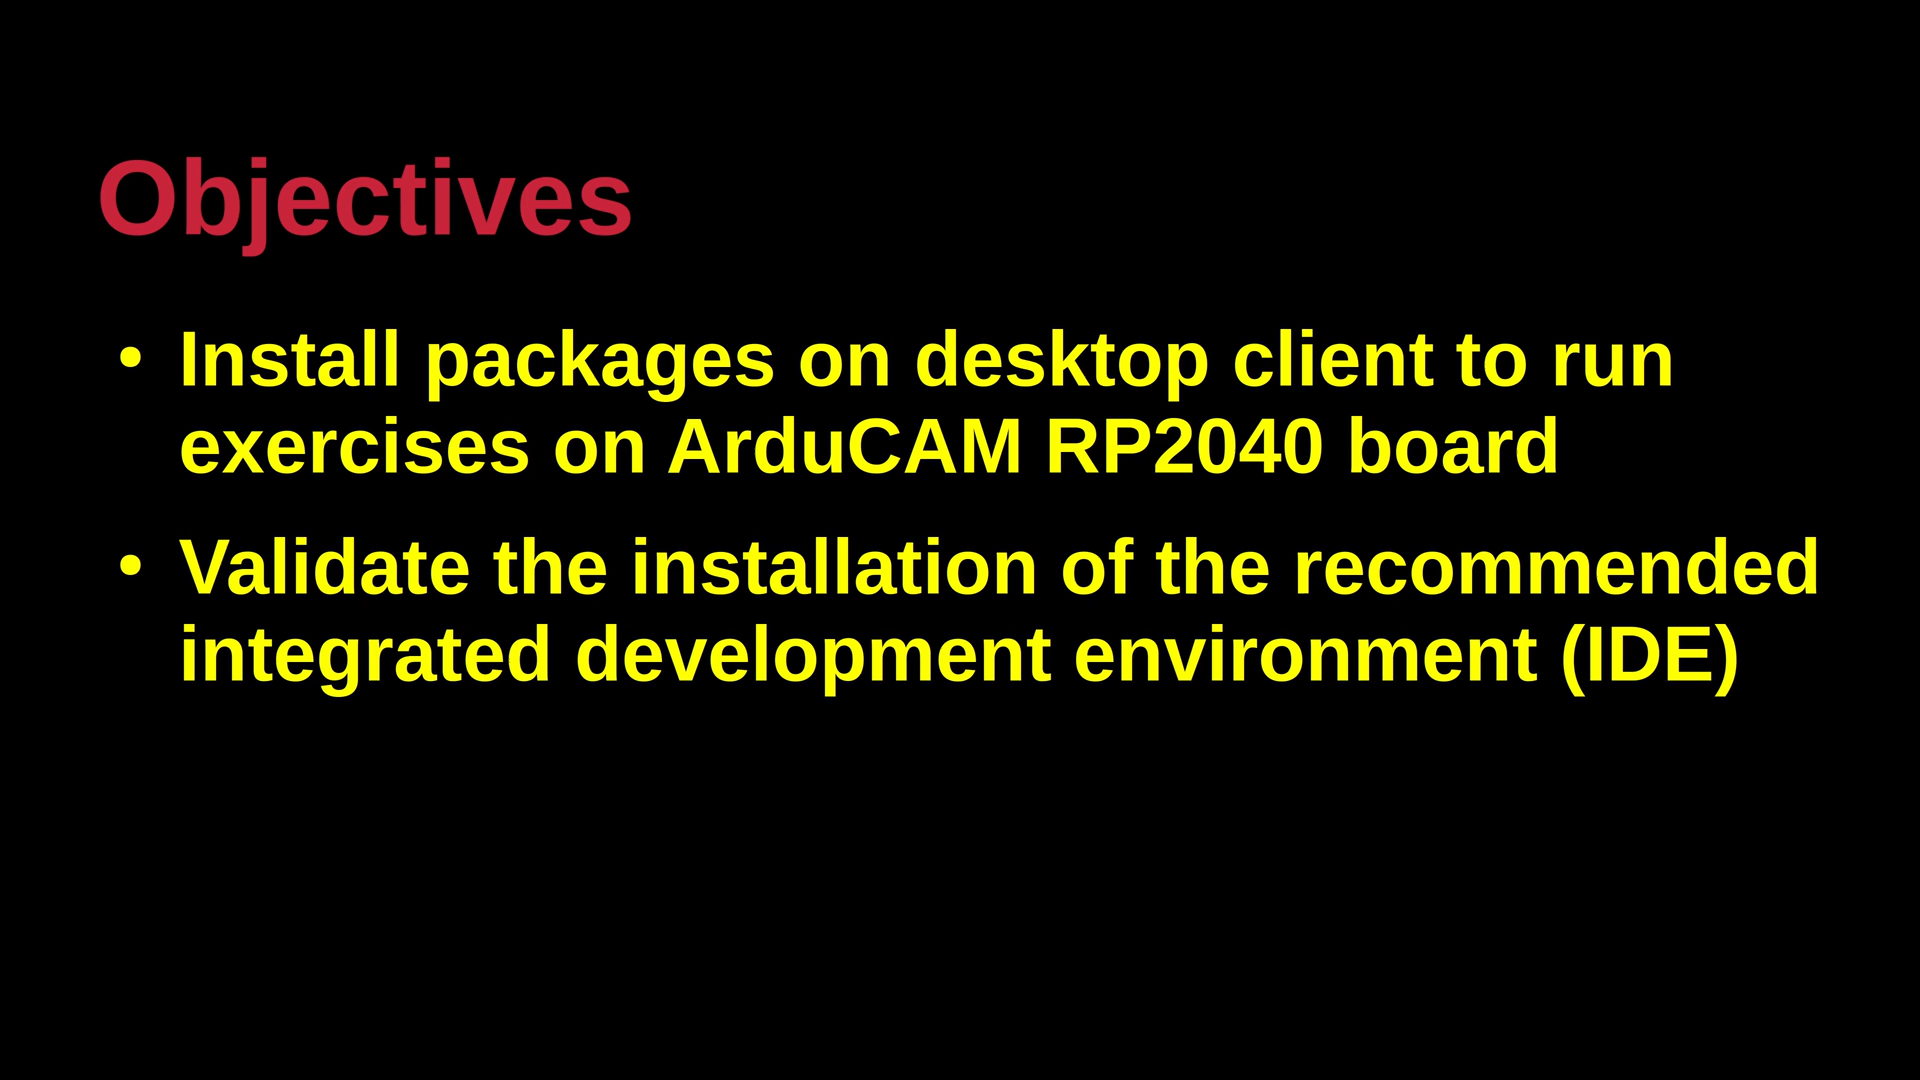 Objectives
• Install packages on desktop client to run
exercises on ArduCAM RP2040 board
• Validate the installation of the recommended
integrated development environment (IDE)